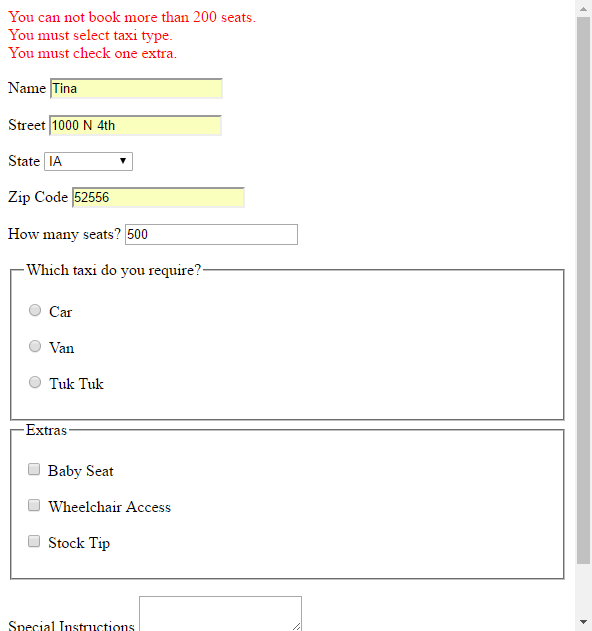 You can not book more than 200 seats.
You must select taxi type.
You must check one extra.
Name Tina
Street 1000 N 4th
State IA
Zip Code 52556
How many seats? 500
Which taxi do you require?
Car
Van
Tuk Tuk
Extras
Baby Seat
Wheelchair Access
Stock Tip
Special Instructions